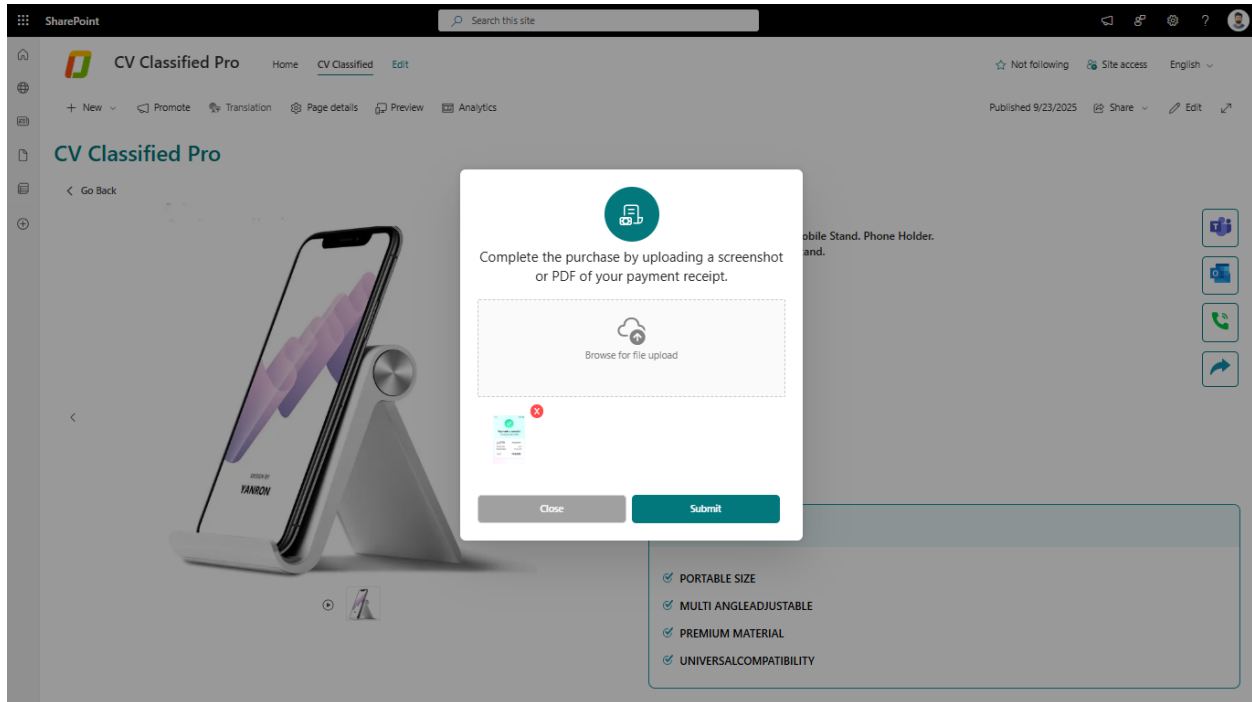 SharePoint
Search this site
?
CV Classified Pro
Home
CV Classified
Edit
Not following
Site access
English
New
Promote
Translation
Page details
Preview
Analytics
Published 9/23/2025
Share
Edit
CV Classified Pro
Go Back
obile Stand. Phone Holder.
tand.
DESIGN BY
YANRON
Complete the purchase by uploading a screenshot
or PDF of your payment receipt.
Browse for file upload
X
Close
Submit
PORTABLE SIZE
MULTI ANGLEADJUSTABLE
PREMIUM MATERIAL
UNIVERSALCOMPATIBILITY